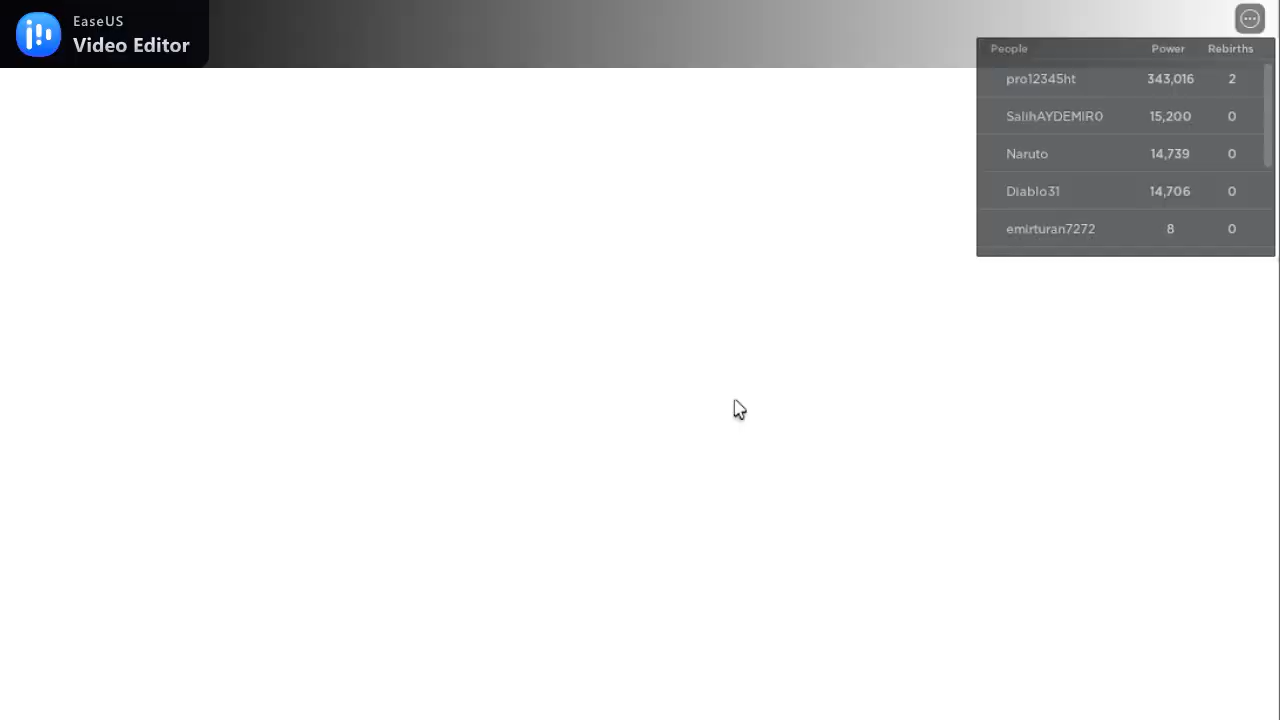 EaseUS
Video Editor
People Power Rebirths
pro12345ht 343,016 2
SalihAYDEMIR0 15,200 0
Naruto 14,739 0
Diablo31 14,706 0
emirturan7272 8 0